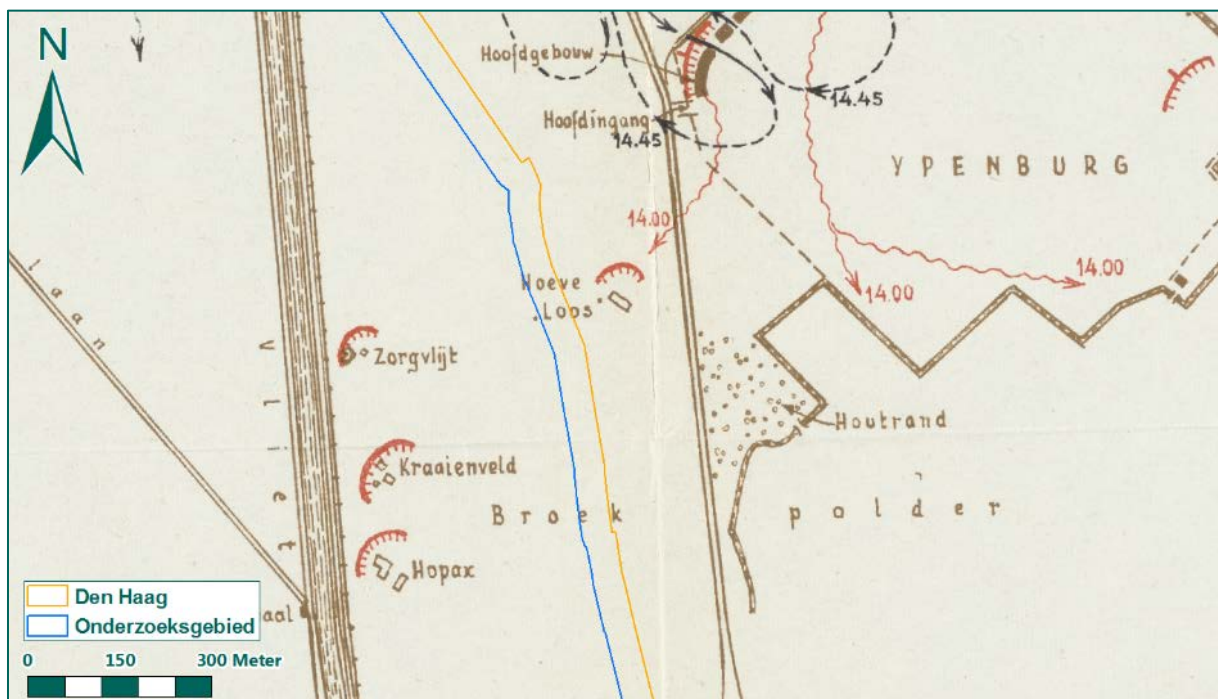 N
Hoofdgebouw
Hoofdingang
14.45
14.45
YPENBURG
14.00
14.00
14.00
Hoeve
Loos
laan
Vliet
Zorgvlijt
Kraaienveld
Houtrand
Broek polder
Hopax
aal
Den Haag
Onderzoeksgebied
0 150 300 Meter